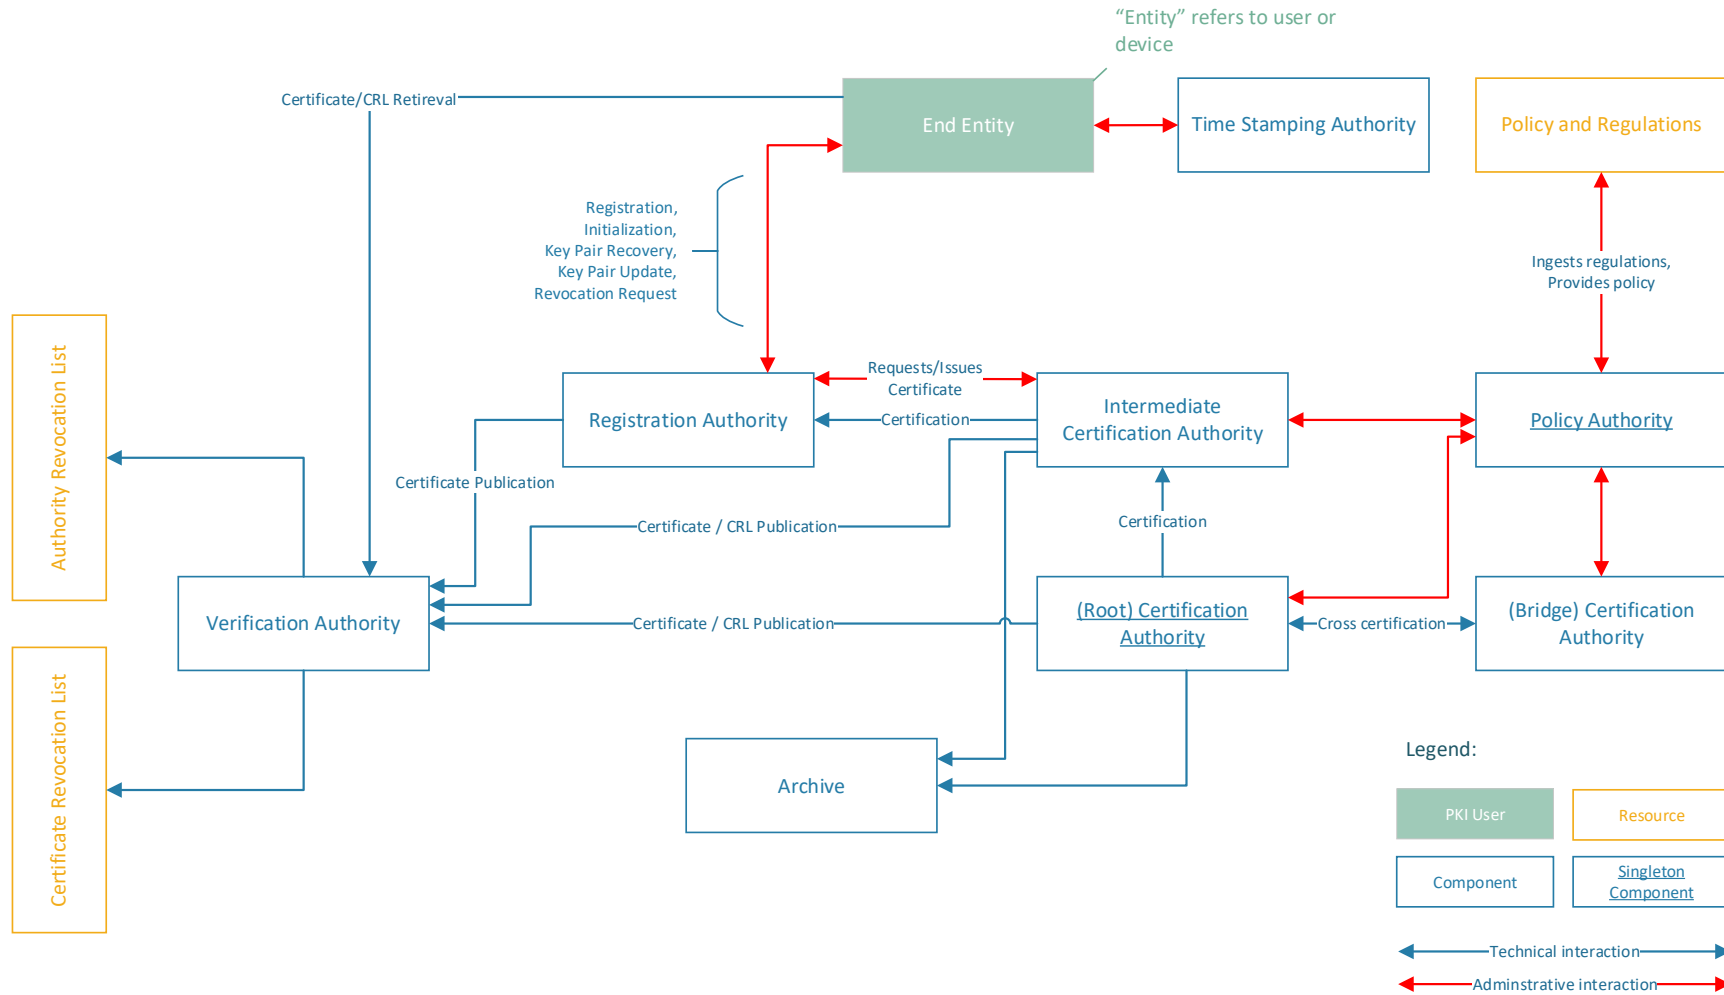 “Entity” refers to user or
device
Certificate/CRL Retireval
End Entity
Time Stamping Authority
Policy and Regulations
Registration,
Initialization,
Key Pair Recovery,
Key Pair Update,
Revocation Request
Ingests regulations,
Provides policy
Authority Revocation List
Requests/Issues
Certificate
Registration Authority
Certification
Intermediate
Certification Authority
Policy Authority
Certificate Publication
Certificate / CRL Publication
Certification
Verification Authority
Certificate / CRL Publication
(Root) Certification
Authority
Cross certification
(Bridge) Certification
Authority
Certificate Revocation List
Archive
Legend:
PKI User
Resource
Component
Singleton
Component
Technical interaction
Adminstrative interaction